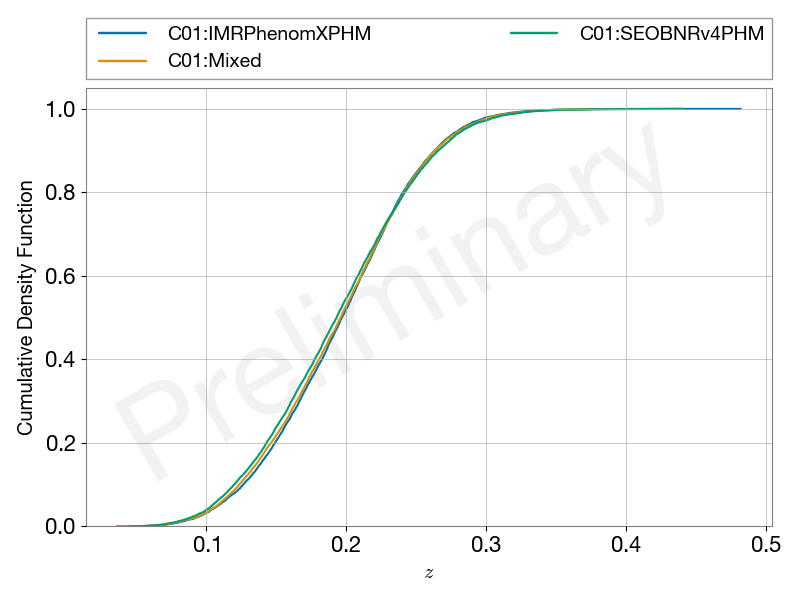 C01:IMRPhenomXPHM
C01:Mixed
C01:SEOBNRv4PHM
Cumulative Density Function
1.0
0.8
0.6
0.4
0.2
0.0
0.1
0.2
0.3
0.4
0.5
z
Preliminary